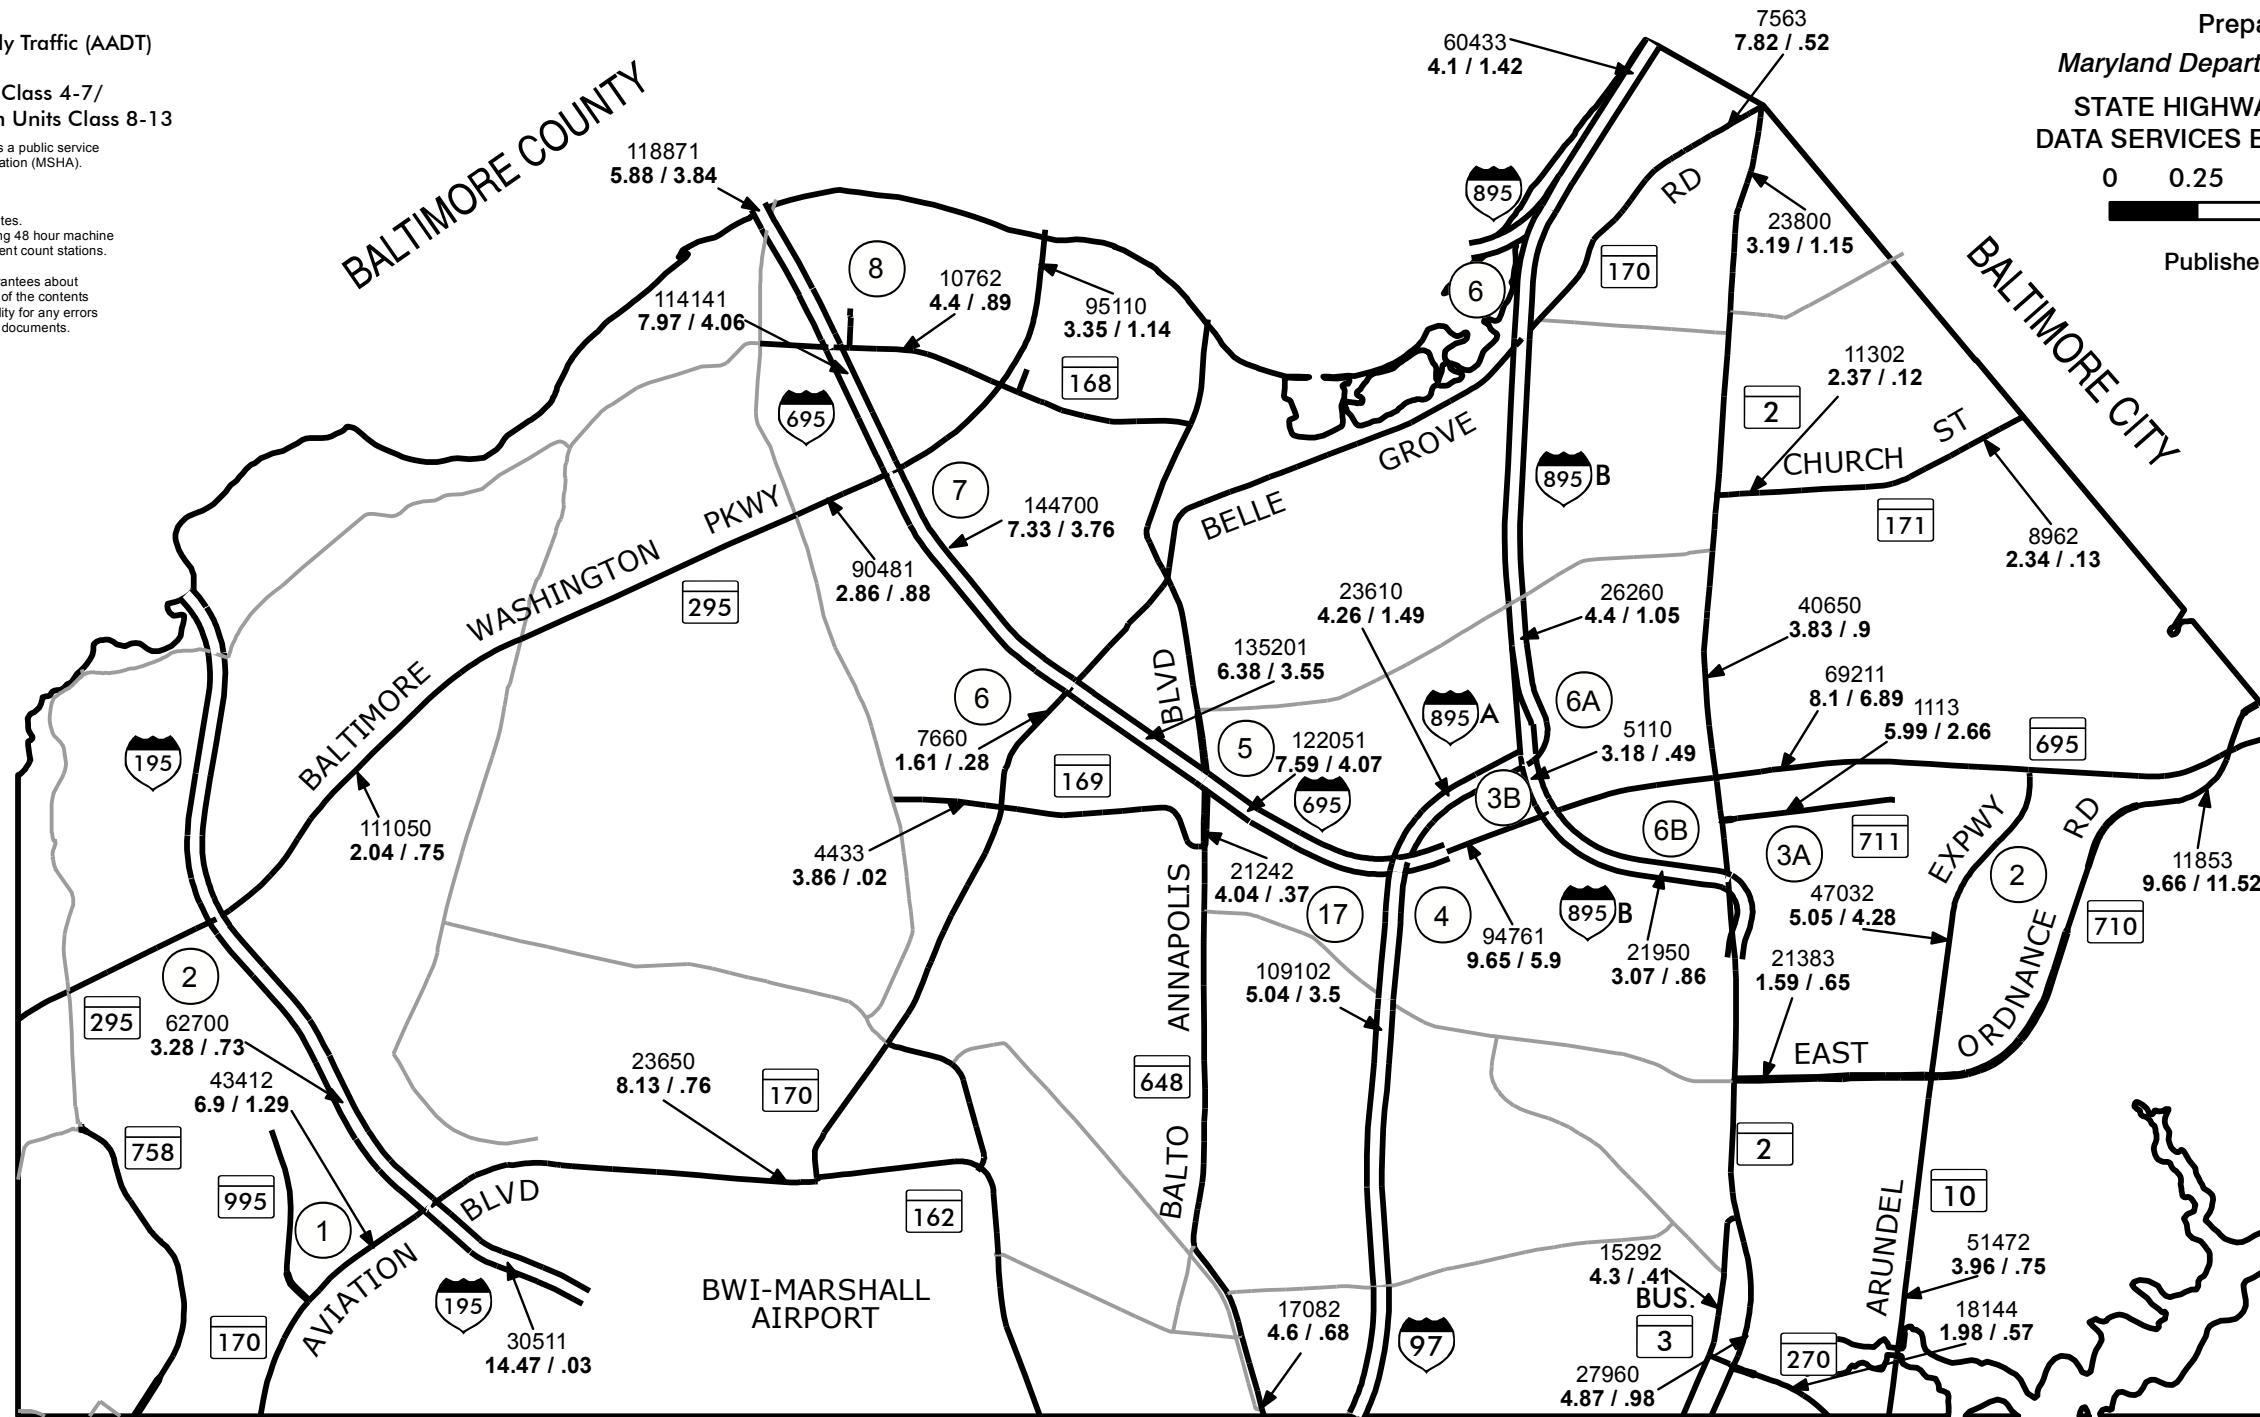 ly Traffic (AADT)
Class 4-7/
n Units Class 8-13
s a public service
ation (MSHA).
tes.
ng 48 hour machine
ent count stations.
rantees about
of the contents
lity for any errors
documents.
Prepa
Maryland Depart
STATE HIGHWA
DATA SERVICES E
0 0.25
Publishe
BALTIMORE COUNTY
BALTIMORE CITY
60433
4.1 / 1.42
7563
7.82 / .52
118871
5.88 / 3.84
895
RD
23800
3.19 / 1.15
170
8
10762
4.4 / .89
6
114141
7.97 / 4.06
95110
3.35 / 1.14
168
11302
2.37 / .12
2
695
GROVE
CHURCH
ST
895 B
7
PKWY
BELLE
144700
7.33 / 3.76
171
8962
2.34 / .13
90481
2.86 / .88
WASHINGTON
295
23610
4.26 / 1.49
26260
4.4 / 1.05
40650
3.83 / .9
135201
6.38 / 3.55
BLVD
69211
8.1 / 6.89
6
6A
BALTIMORE
895 A
1113
5.99 / 2.66
7660
1.61 / .28
5
122051
7.59 / 4.07
5110
3.18 / .49
695
195
169
695
3B
EXPWY
RD
6B
111050
2.04 / .75
3A
711
4433
3.86 / .02
21242
4.04 / .37
2
11853
9.66 / 11.52
47032
5.05 / 4.28
17
4
895 B
710
ANNAPOLIS
94761
9.65 / 5.9
21950
3.07 / .86
2
109102
5.04 / 3.5
21383
1.59 / .65
ORDNANCE
295
62700
3.28 / .73
EAST
23650
8.13 / .76
170
648
43412
6.9 / 1.29
758
2
995
BLVD
162
BALTO
10
1
AVIATION
ARUNDEL
51472
3.96 / .75
15292
4.3 / .41
BUS.
3
BWI-MARSHALL
AIRPORT
195
17082
4.6 / .68
97
18144
1.98 / .57
170
30511
14.47 / .03
270
27960
4.87 / .98